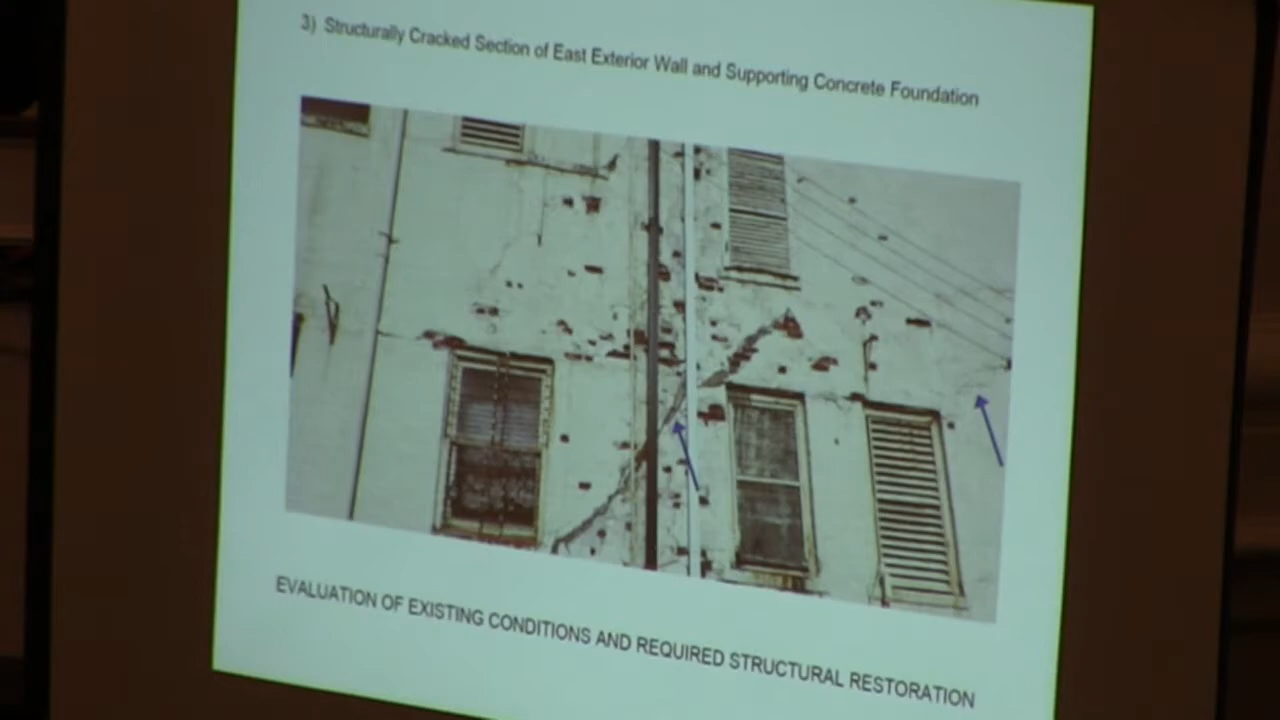 3) Structurally Cracked Section of East Exterior Wall and Supporting Concrete Foundation
EVALUATION OF EXISTING CONDITIONS AND REQUIRED STRUCTURAL RESTORATION